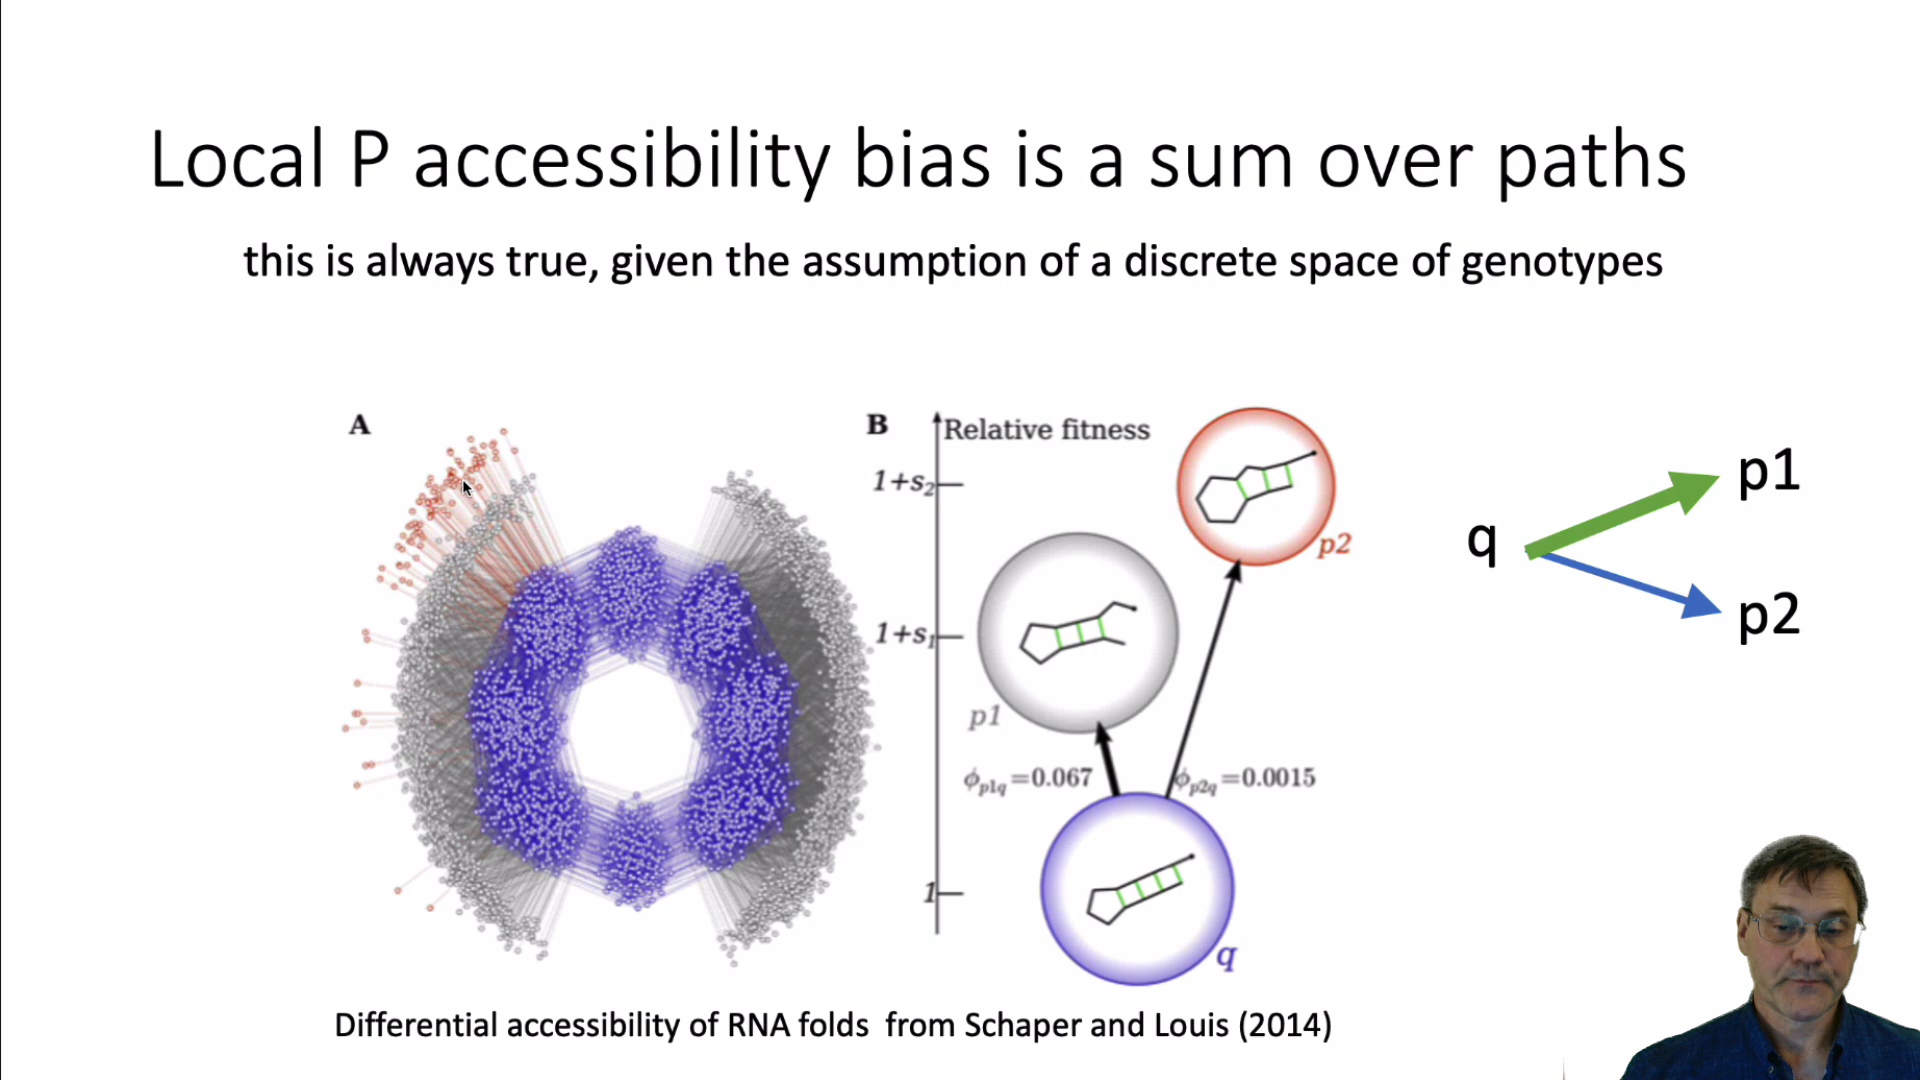 Local P accessibility bias is a sum over paths
this is always true, given the assumption of a discrete space of genotypes
A
B
Relative fitness
1+s₂
1+s₁
1
p2
p1
ϕp1q=0.067
ϕp2q=0.0015
q
q
p1
p2
Differential accessibility of RNA folds from Schaper and Louis (2014)